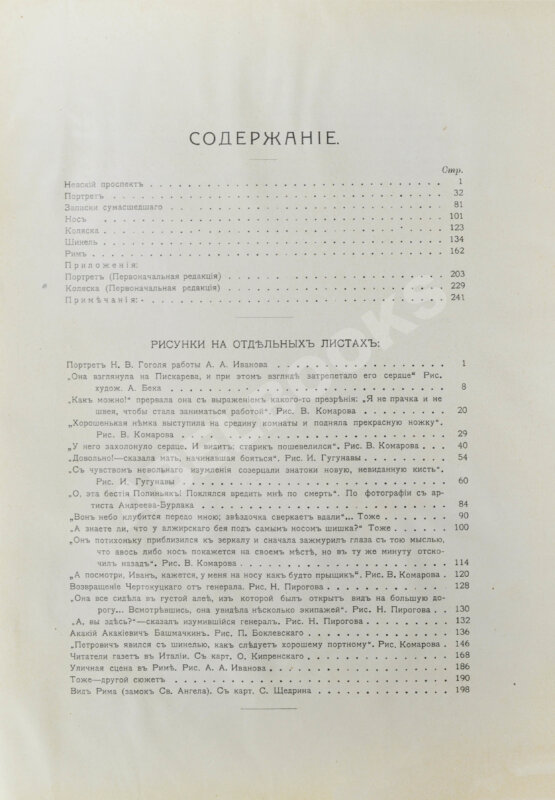 СОДЕРЖАНІЕ.
Стр.
Невскій проспектъ . . . 1
Портретъ . . . 32
Записки сумасшедшаго . . . 81
Носъ . . . 101
Коляска . . . 123
Шинель . . . 134
Римъ . . . 162
Приложенія:
Портретъ (Первоначальная редакція) . . . 203
Коляска (Первоначальная редакція) . . . 229
Примѣчанія: . . . 241
РИСУНКИ НА ОТДѢЛЬНЫХЪ ЛИСТАХЪ:
Портретъ Н. В. Гоголя работы А. А. Иванова . . . 1
„Она взглянула на Пискарева, и при этомъ взглядѣ затрепетало его сердце“ Рис.
худож. А. Бека . . . 8
„Какъ можно!“ прервала она съ выраженіемъ какого-то презрѣнія: „Я не прачка и не
швея, чтобы стала заниматься работой“. Рис. В. Комарова . . . 20
„Хорошенькая нѣмка выступила на средину комнаты и подняла прекрасную ножку“.
Рис. В. Комарова . . . 29
„У него захолонуло сердце. И видитъ: старикъ пошевелился“. Рис. В. Комарова . . . 40
„Довольно!—сказала мать, начинавшая бояться“. Рис. И. Гугунавы . . . 54
„Съ чувствомъ невольнаго изумленія созерцали знатоки новую, невиданную кисть“.
Рис. И. Гугунавы . . . 60
„О, эта бестія Полиньякъ! Поклялся вредить мнѣ по смерть“. По фотографіи съ ар-
тиста Андреева-Бурлака . . . 84
„Вонъ небо клубится передо мною; звѣздочка сверкаетъ вдали“... Тоже . . . 90
„А знаете ли, что у алжирскаго бея подъ самымъ носомъ шишка?“ Тоже . . . 100
„Онъ потихоньку приблизился къ зеркалу и сначала зажмурилъ глаза съ тою мыслью,
что авось либо носъ покажется на своемъ мѣстѣ, но въ ту же минуту отско-
чилъ назадъ“. Рис. В. Комарова . . . 114
„А посмотри, Иванъ, кажется, у меня на носу какъ будто прыщикъ“. Рис. В. Комарова . 120
Возвращеніе Чертокуцкаго отъ генерала. Рис. Н. Пирогова . . . 128
„Она все сидѣла въ густой алеѣ, изъ которой былъ открытъ видъ на большую до-
рогу... Всмотрѣвшись, она увидѣла нѣсколько экипажей“. Рис. Н. Пирогова . . . 130
„А, вы здѣсь?“—сказалъ изумившійся генералъ. Рис. Н. Пирогова . . . 132
Акакій Акакіевичъ Башмачкинъ. Рис. П. Боклевскаго . . . 136
„Петровичъ явился съ шинелью, какъ слѣдуетъ хорошему портному“. Рис. Комарова . 146
Читатели газетъ въ Италіи. Съ карт. О. Кипренскаго . . . 168
Уличная сцена в Римѣ. Рис. А. А. Иванова . . . 186
Тоже—другой сюжетъ . . . 190
Видъ Рима (замокъ Св. Ангела). Съ карт. С. Щедрина . . . 198